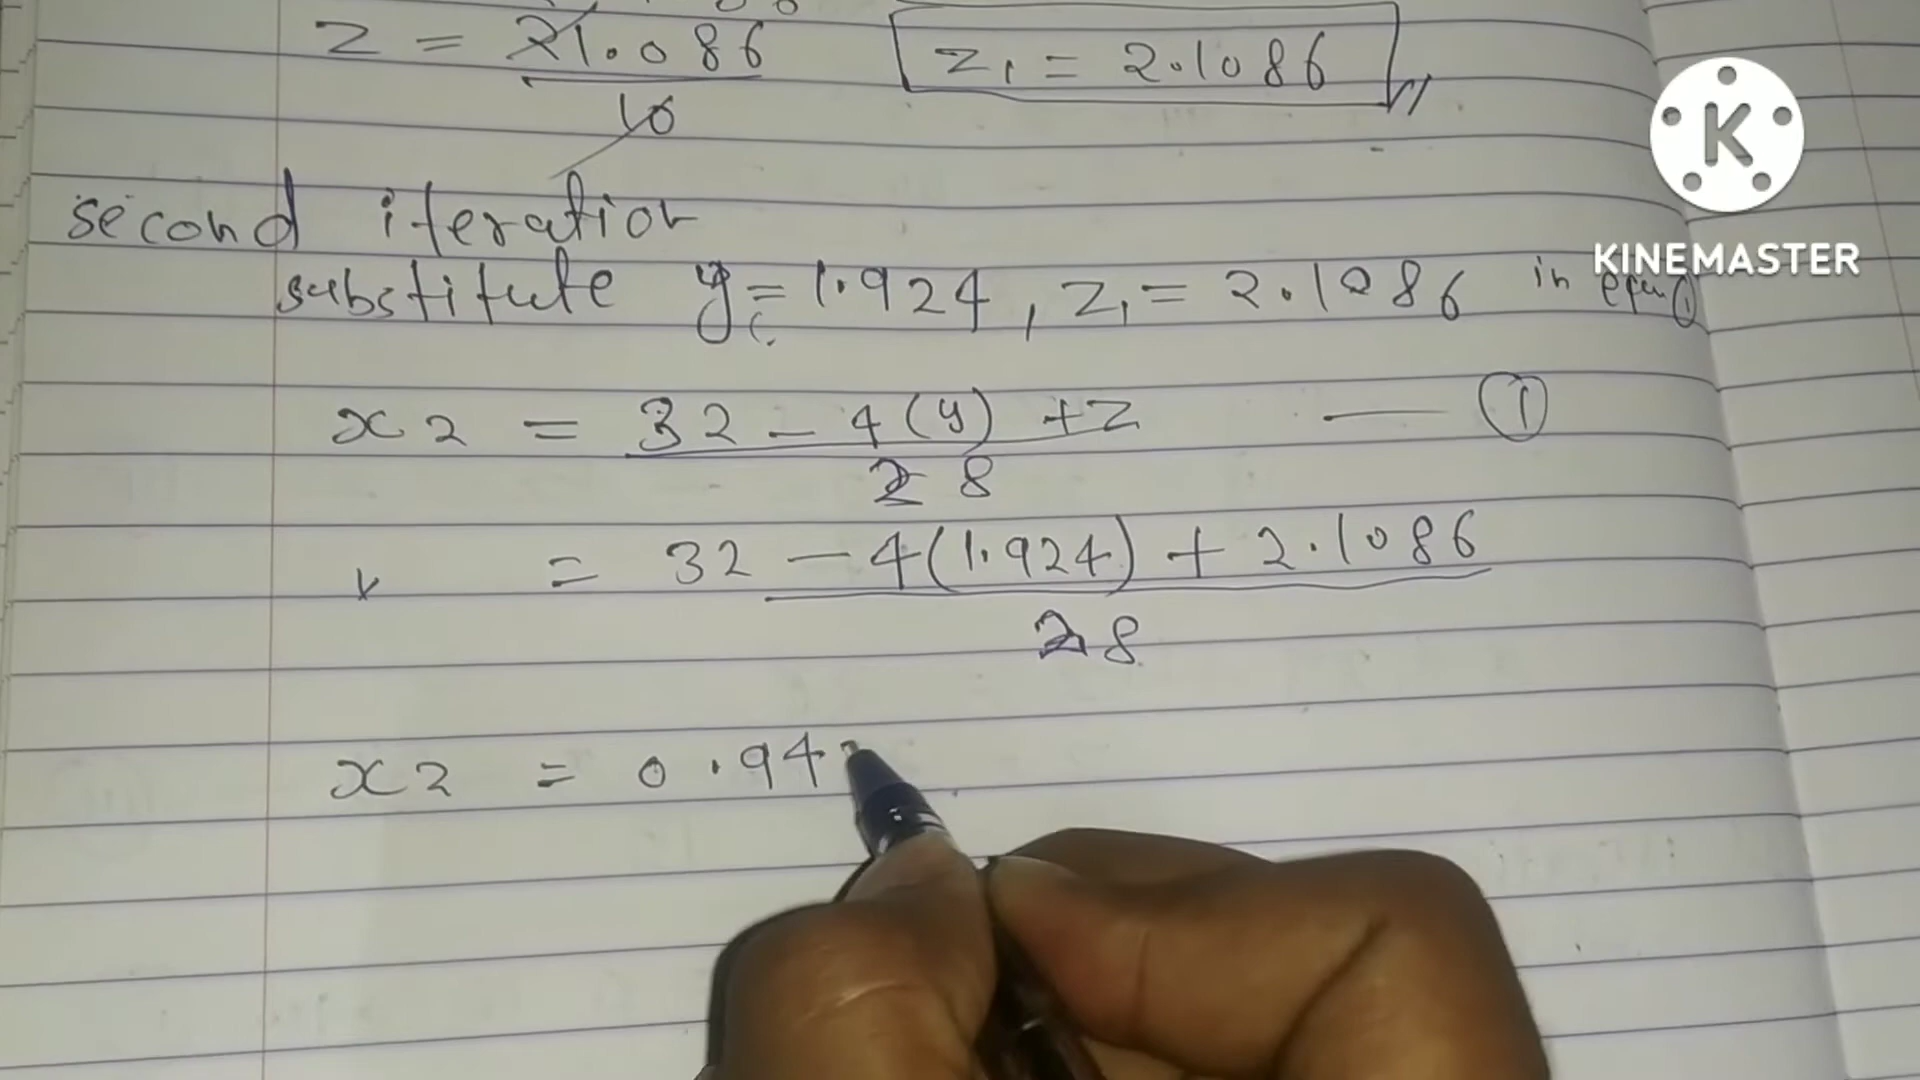 z = 21.086 z1 = 2.1086
10
second iteration
substitute y1 = 1.924, z1 = 2.1086 in eqn ①
x2 = 32 - 4(y) + z — ①
28
= 32 - 4(1.924) + 2.1086
28
x2 = 0.94
K
KINEMASTER